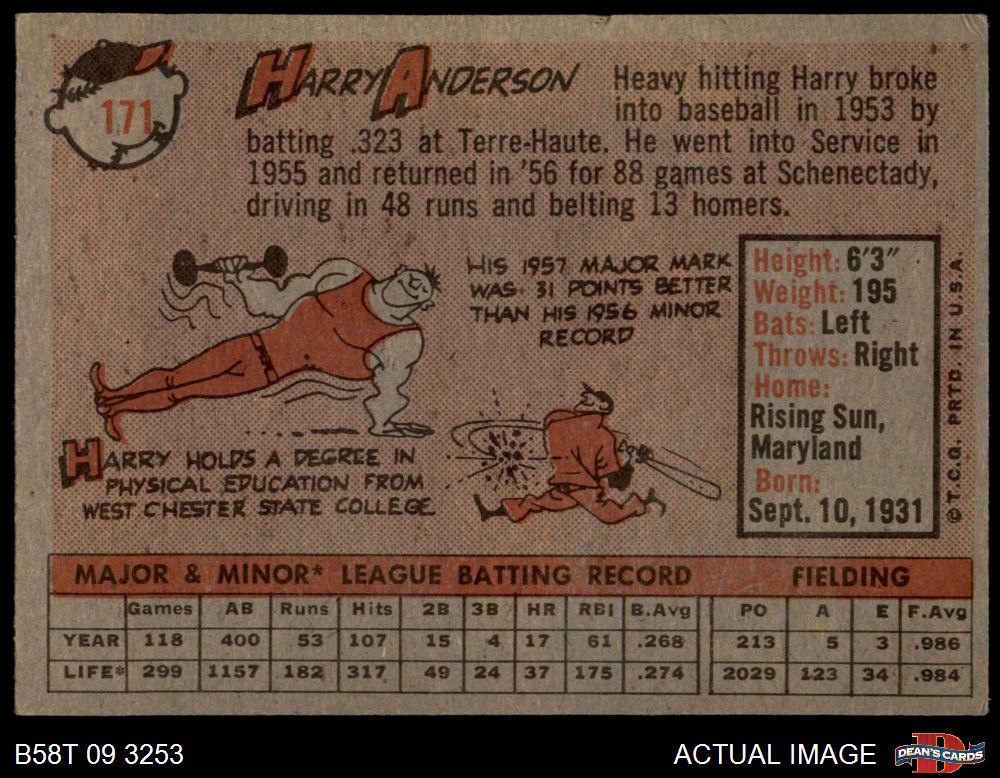 171
HARRY ANDERSON
Heavy hitting Harry broke
into baseball in 1953 by
batting .323 at Terre-Haute. He went into Service in
1955 and returned in '56 for 88 games at Schenectady,
driving in 48 runs and belting 13 homers.
HIS 1957 MAJOR MARK
WAS 31 POINTS BETTER
THAN HIS 1956 MINOR
RECORD
HARRY HOLDS A DEGREE IN
PHYSICAL EDUCATION FROM
WEST CHESTER STATE COLLEGE.
Height: 6'3"
Weight: 195
Bats: Left
Throws: Right
Home:
Rising Sun,
Maryland
Born:
Sept. 10, 1931
© T.C.G. PRTD. IN U.S.A.
MAJOR & MINOR* LEAGUE BATTING RECORD FIELDING
Games AB Runs Hits 2B 3B HR RBI B.Avg PO A E F.Avg
YEAR 118 400 53 107 15 4 17 61 .268 213 5 3 .986
LIFE* 299 1157 182 317 49 24 37 175 .274 2029 123 34 .984
B58T 09 3253
ACTUAL IMAGE
D
DEAN'S CARDS